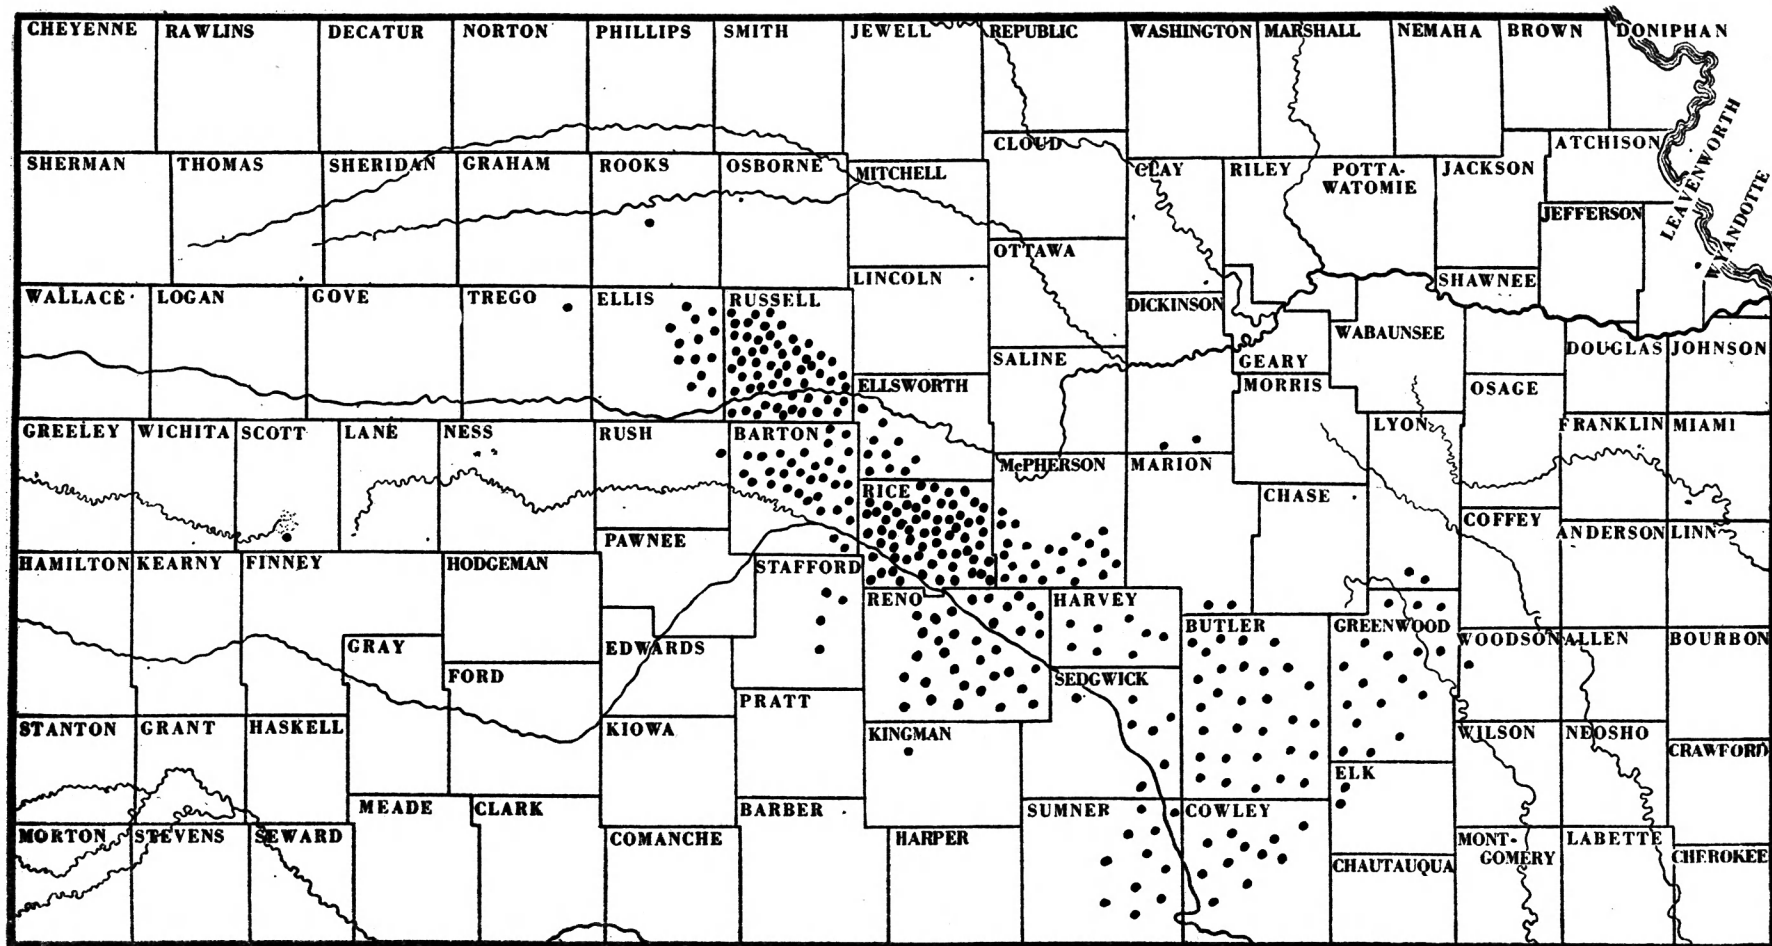 CHEYENNE
RAWLINS
DECATUR
NORTON
PHILLIPS
SMITH
JEWELL
REPUBLIC
WASHINGTON
MARSHALL
NEMAHA
BROWN
DONIPHAN
SHERMAN
THOMAS
SHERIDAN
GRAHAM
ROOKS
OSBORNE
MITCHELL
CLOUD
CLAY
RILEY
POTTA-
WATOMIE
JACKSON
ATCHISON
JEFFERSON
LEAVENWORTH
WYANDOTTE
WALLACE
LOGAN
GOVE
TREGO
ELLIS
RUSSELL
LINCOLN
OTTAWA
DICKINSON
SHAWNEE
WABAUNSEE
GEARY
DOUGLAS
JOHNSON
SALINE
ELLSWORTH
MORRIS
OSAGE
GREELEY
WICHITA
SCOTT
LANE
NESS
RUSH
BARTON
McPHERSON
MARION
LYON
FRANKLIN
MIAMI
RICE
CHASE
COFFEY
ANDERSON
LINN
PAWNEE
HAMILTON
KEARNY
FINNEY
HODGEMAN
STAFFORD
RENO
HARVEY
BUTLER
GREENWOOD
WOODSON
ALLEN
BOURBON
GRAY
FORD
EDWARDS
SEDGWICK
PRATT
STANTON
GRANT
HASKELL
KIOWA
KINGMAN
WILSON
NEOSHO
CRAWFORD
ELK
MEADE
CLARK
BARBER
SUMNER
COWLEY
MORTON
STEVENS
SEWARD
COMANCHE
HARPER
CHAUTAUQUA
MONT-
GOMERY
LABETTE
CHEROKEE